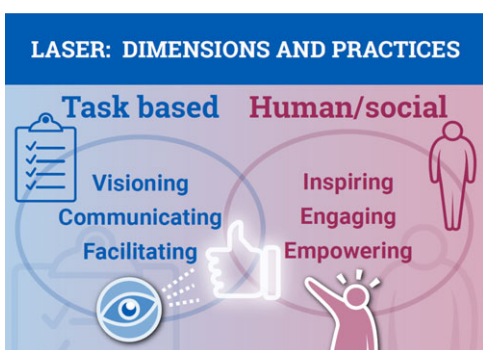 LASER: DIMENSIONS AND PRACTICES
Task based
Human/social
Visioning
Communicating
Facilitating
Inspiring
Engaging
Empowering